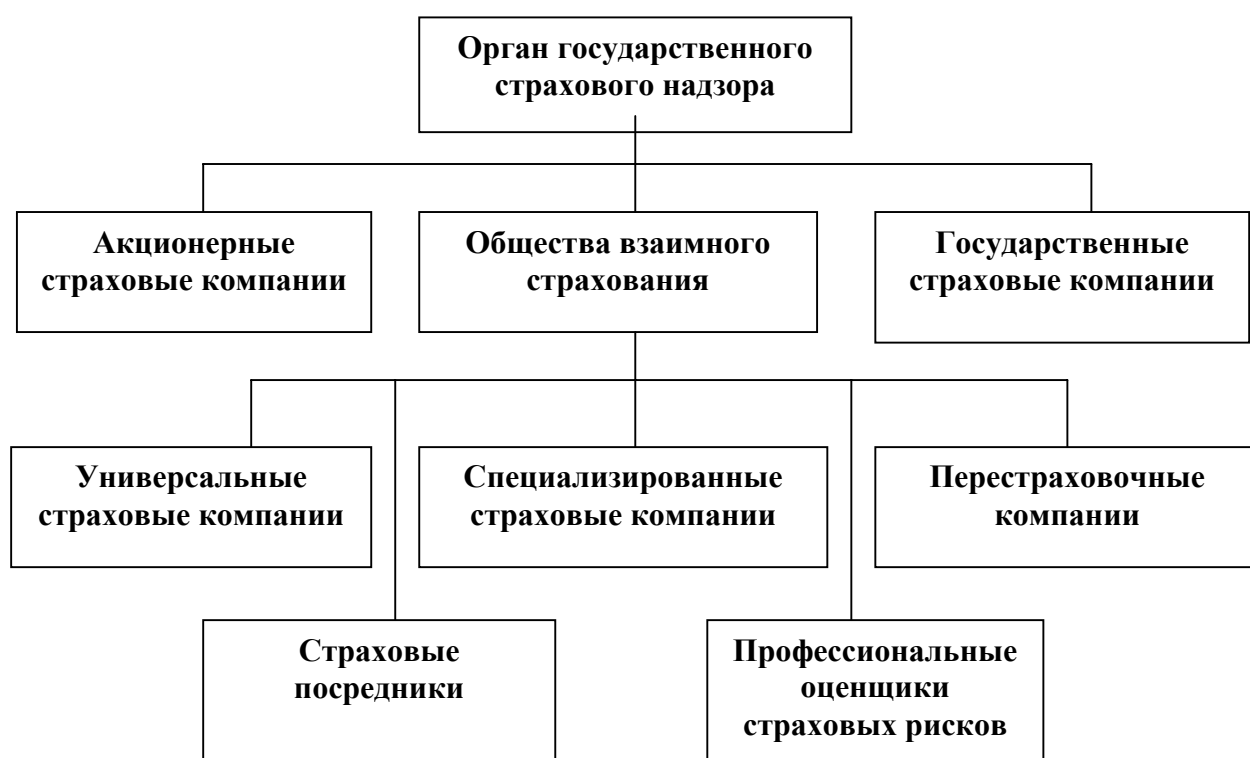 Орган государственного
страхового надзора
Акционерные
страховые компании
Общества взаимного
страхования
Государственные
страховые компании
Универсальные
страховые компании
Специализированные
страховые компании
Перестраховочные
компании
Страховые
посредники
Профессиональные
оценщики
страховых рисков